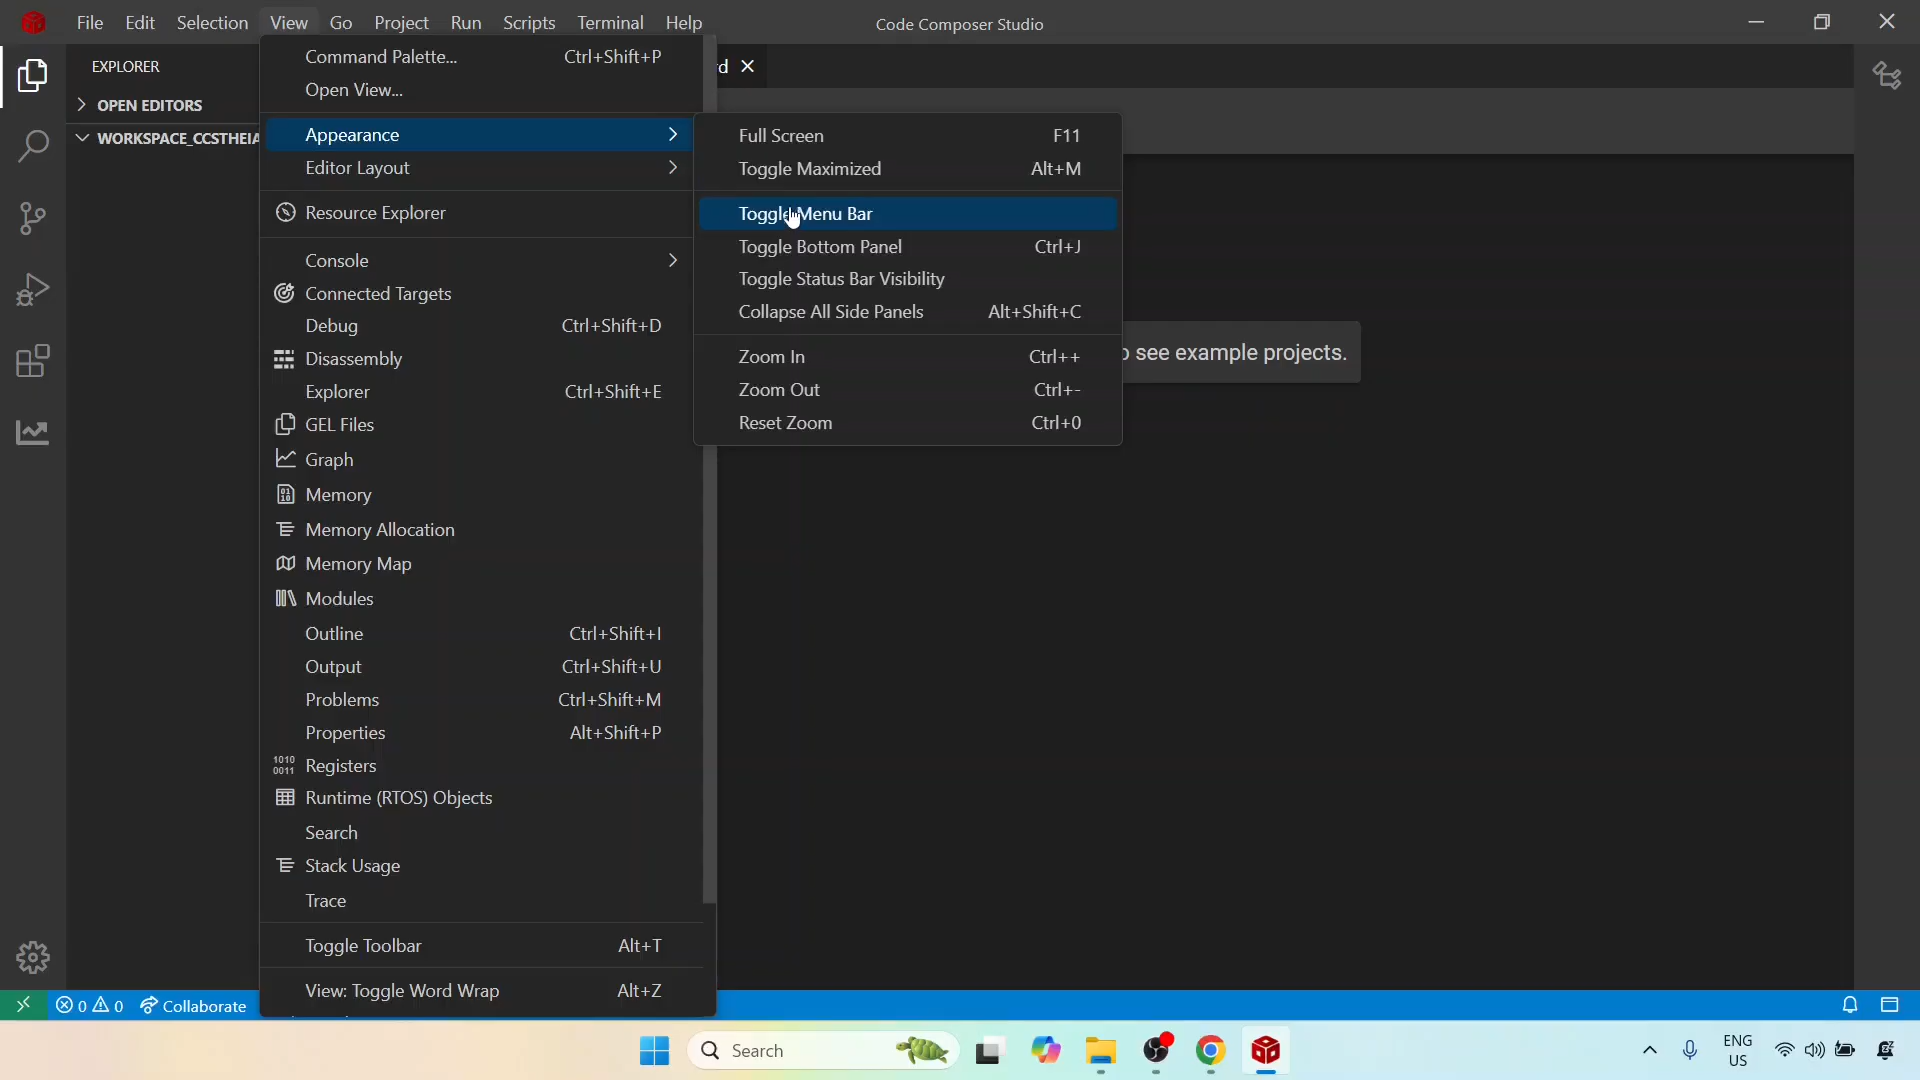 File Edit Selection View Go Project Run Scripts Terminal Help
Code Composer Studio
EXPLORER
OPEN EDITORS
WORKSPACE_CCSTHEIA
Command Palette... Ctrl+Shift+P
Open View...
Appearance
Editor Layout
Resource Explorer
Console
Connected Targets
Debug Ctrl+Shift+D
Disassembly
Explorer Ctrl+Shift+E
GEL Files
Graph
Memory
Memory Allocation
Memory Map
Modules
Outline Ctrl+Shift+I
Output Ctrl+Shift+U
Problems Ctrl+Shift+M
Properties Alt+Shift+P
Registers
Runtime (RTOS) Objects
Search
Stack Usage
Trace
Toggle Toolbar Alt+T
View: Toggle Word Wrap Alt+Z
Full Screen F11
Toggle Maximized Alt+M
Toggle Menu Bar
Toggle Bottom Panel Ctrl+J
Toggle Status Bar Visibility
Collapse All Side Panels Alt+Shift+C
Zoom In Ctrl++
Zoom Out Ctrl+-
Reset Zoom Ctrl+0
see example projects.
0 0 Collaborate
Search
ENG
US